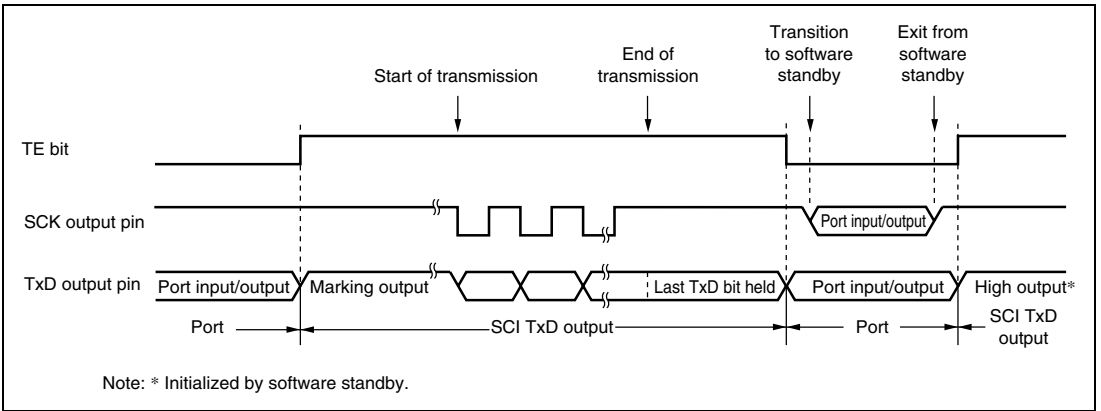 Transition
to software
standby
Exit from
software
standby
End of
transmission
Start of transmission
TE bit
SCK output pin
Port input/output
TxD output pin
Port input/output
Marking output
Last TxD bit held
Port input/output
High output*
Port
SCI TxD output
Port
SCI TxD
output
Note: * Initialized by software standby.